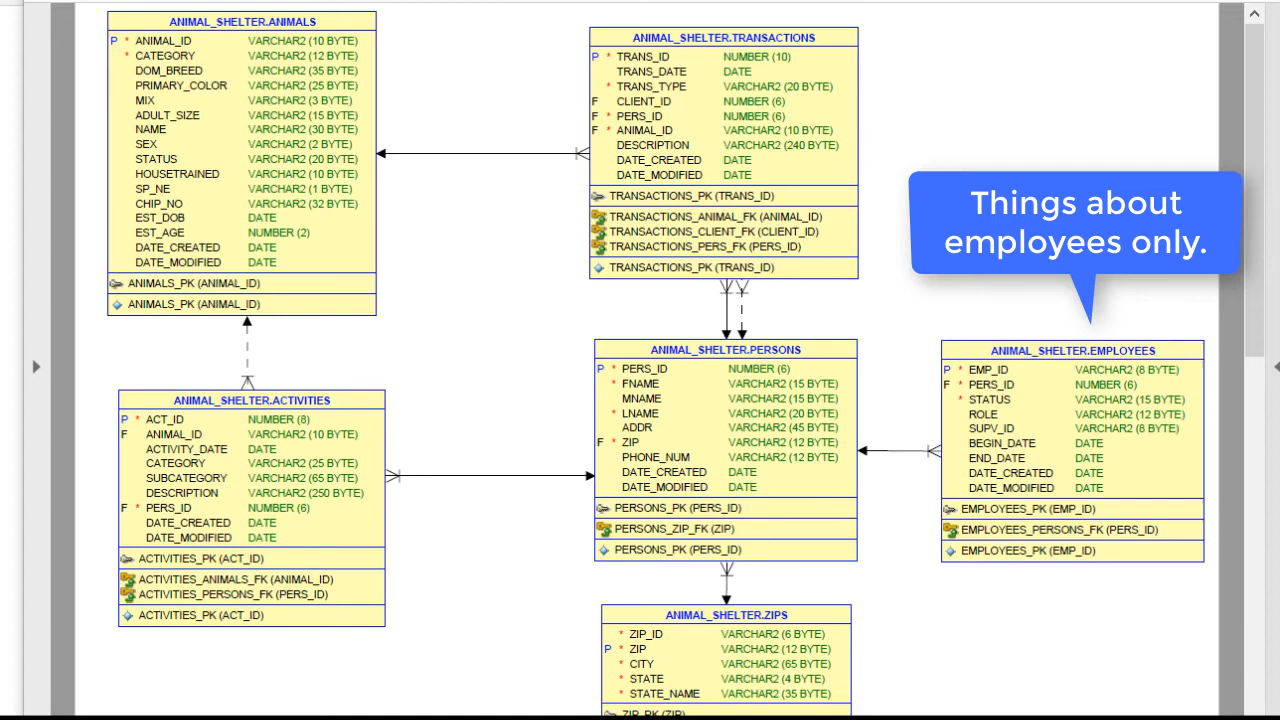 ANIMAL_SHELTER.ANIMALS
P * ANIMAL_ID VARCHAR2 (10 BYTE)
* CATEGORY VARCHAR2 (12 BYTE)
DOM_BREED VARCHAR2 (35 BYTE)
PRIMARY_COLOR VARCHAR2 (25 BYTE)
MIX VARCHAR2 (3 BYTE)
ADULT_SIZE VARCHAR2 (15 BYTE)
NAME VARCHAR2 (30 BYTE)
SEX VARCHAR2 (2 BYTE)
STATUS VARCHAR2 (20 BYTE)
HOUSETRAINED VARCHAR2 (10 BYTE)
SP_NE VARCHAR2 (1 BYTE)
CHIP_NO VARCHAR2 (32 BYTE)
EST_DOB DATE
EST_AGE NUMBER (2)
DATE_CREATED DATE
DATE_MODIFIED DATE
ANIMALS_PK (ANIMAL_ID)
ANIMALS_PK (ANIMAL_ID)
ANIMAL_SHELTER.TRANSACTIONS
P * TRANS_ID NUMBER (10)
TRANS_DATE DATE
* TRANS_TYPE VARCHAR2 (20 BYTE)
F CLIENT_ID NUMBER (6)
F * PERS_ID NUMBER (6)
F * ANIMAL_ID VARCHAR2 (10 BYTE)
DESCRIPTION VARCHAR2 (240 BYTE)
DATE_CREATED DATE
DATE_MODIFIED DATE
TRANSACTIONS_PK (TRANS_ID)
TRANSACTIONS_ANIMAL_FK (ANIMAL_ID)
TRANSACTIONS_CLIENT_FK (CLIENT_ID)
TRANSACTIONS_PERS_FK (PERS_ID)
TRANSACTIONS_PK (TRANS_ID)
Things about
employees only.
ANIMAL_SHELTER.ACTIVITIES
P * ACT_ID NUMBER (8)
F ANIMAL_ID VARCHAR2 (10 BYTE)
ACTIVITY_DATE DATE
CATEGORY VARCHAR2 (25 BYTE)
SUBCATEGORY VARCHAR2 (65 BYTE)
DESCRIPTION VARCHAR2 (250 BYTE)
F * PERS_ID NUMBER (6)
DATE_CREATED DATE
DATE_MODIFIED DATE
ACTIVITIES_PK (ACT_ID)
ACTIVITIES_ANIMALS_FK (ANIMAL_ID)
ACTIVITIES_PERSONS_FK (PERS_ID)
ACTIVITIES_PK (ACT_ID)
ANIMAL_SHELTER.PERSONS
P * PERS_ID NUMBER (6)
* FNAME VARCHAR2 (15 BYTE)
MNAME VARCHAR2 (15 BYTE)
* LNAME VARCHAR2 (20 BYTE)
ADDR VARCHAR2 (45 BYTE)
F * ZIP VARCHAR2 (12 BYTE)
PHONE_NUM VARCHAR2 (12 BYTE)
DATE_CREATED DATE
DATE_MODIFIED DATE
PERSONS_PK (PERS_ID)
PERSONS_ZIP_FK (ZIP)
PERSONS_PK (PERS_ID)
ANIMAL_SHELTER.EMPLOYEES
P * EMP_ID VARCHAR2 (8 BYTE)
F * PERS_ID NUMBER (6)
* STATUS VARCHAR2 (15 BYTE)
ROLE VARCHAR2 (12 BYTE)
SUPV_ID VARCHAR2 (8 BYTE)
BEGIN_DATE DATE
END_DATE DATE
DATE_CREATED DATE
DATE_MODIFIED DATE
EMPLOYEES_PK (EMP_ID)
EMPLOYEES_PERSONS_FK (PERS_ID)
EMPLOYEES_PK (EMP_ID)
ANIMAL_SHELTER.ZIPS
* ZIP_ID VARCHAR2 (6 BYTE)
P * ZIP VARCHAR2 (12 BYTE)
* CITY VARCHAR2 (65 BYTE)
* STATE VARCHAR2 (4 BYTE)
* STATE_NAME VARCHAR2 (35 BYTE)
ZIP_PK (ZIP)